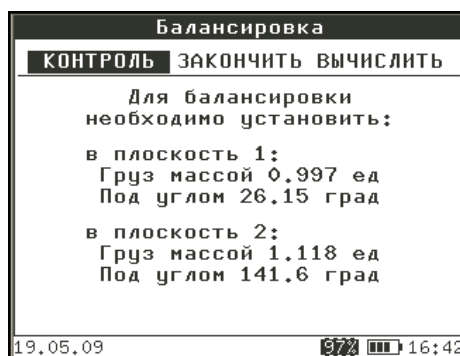 Балансировка
КОНТРОЛЬ ЗАКОНЧИТЬ ВЫЧИСЛИТЬ
Для балансировки
необходимо установить:
в плоскость 1:
Груз массой 0.997 ед
Под углом 26.15 град
в плоскость 2:
Груз массой 1.118 ед
Под углом 141.6 град
19.05.09 97% 16:42